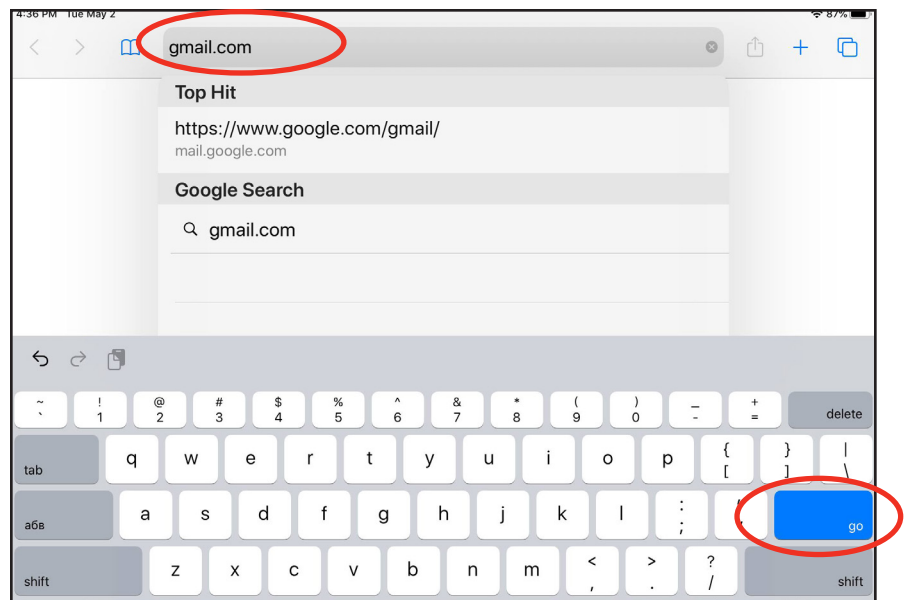 4:36 PM Tue May 2 87%
gmail.com
Top Hit
https://www.google.com/gmail/
mail.google.com
Google Search
gmail.com
~ ! @ # $ % ^ & * ( ) _ +
` 1 2 3 4 5 6 7 8 9 0 - = delete
tab q w e r t y u i o p { [ } ] | \
абв a s d f g h j k l : ; go
shift z x c v b n m < , > . ? / shift